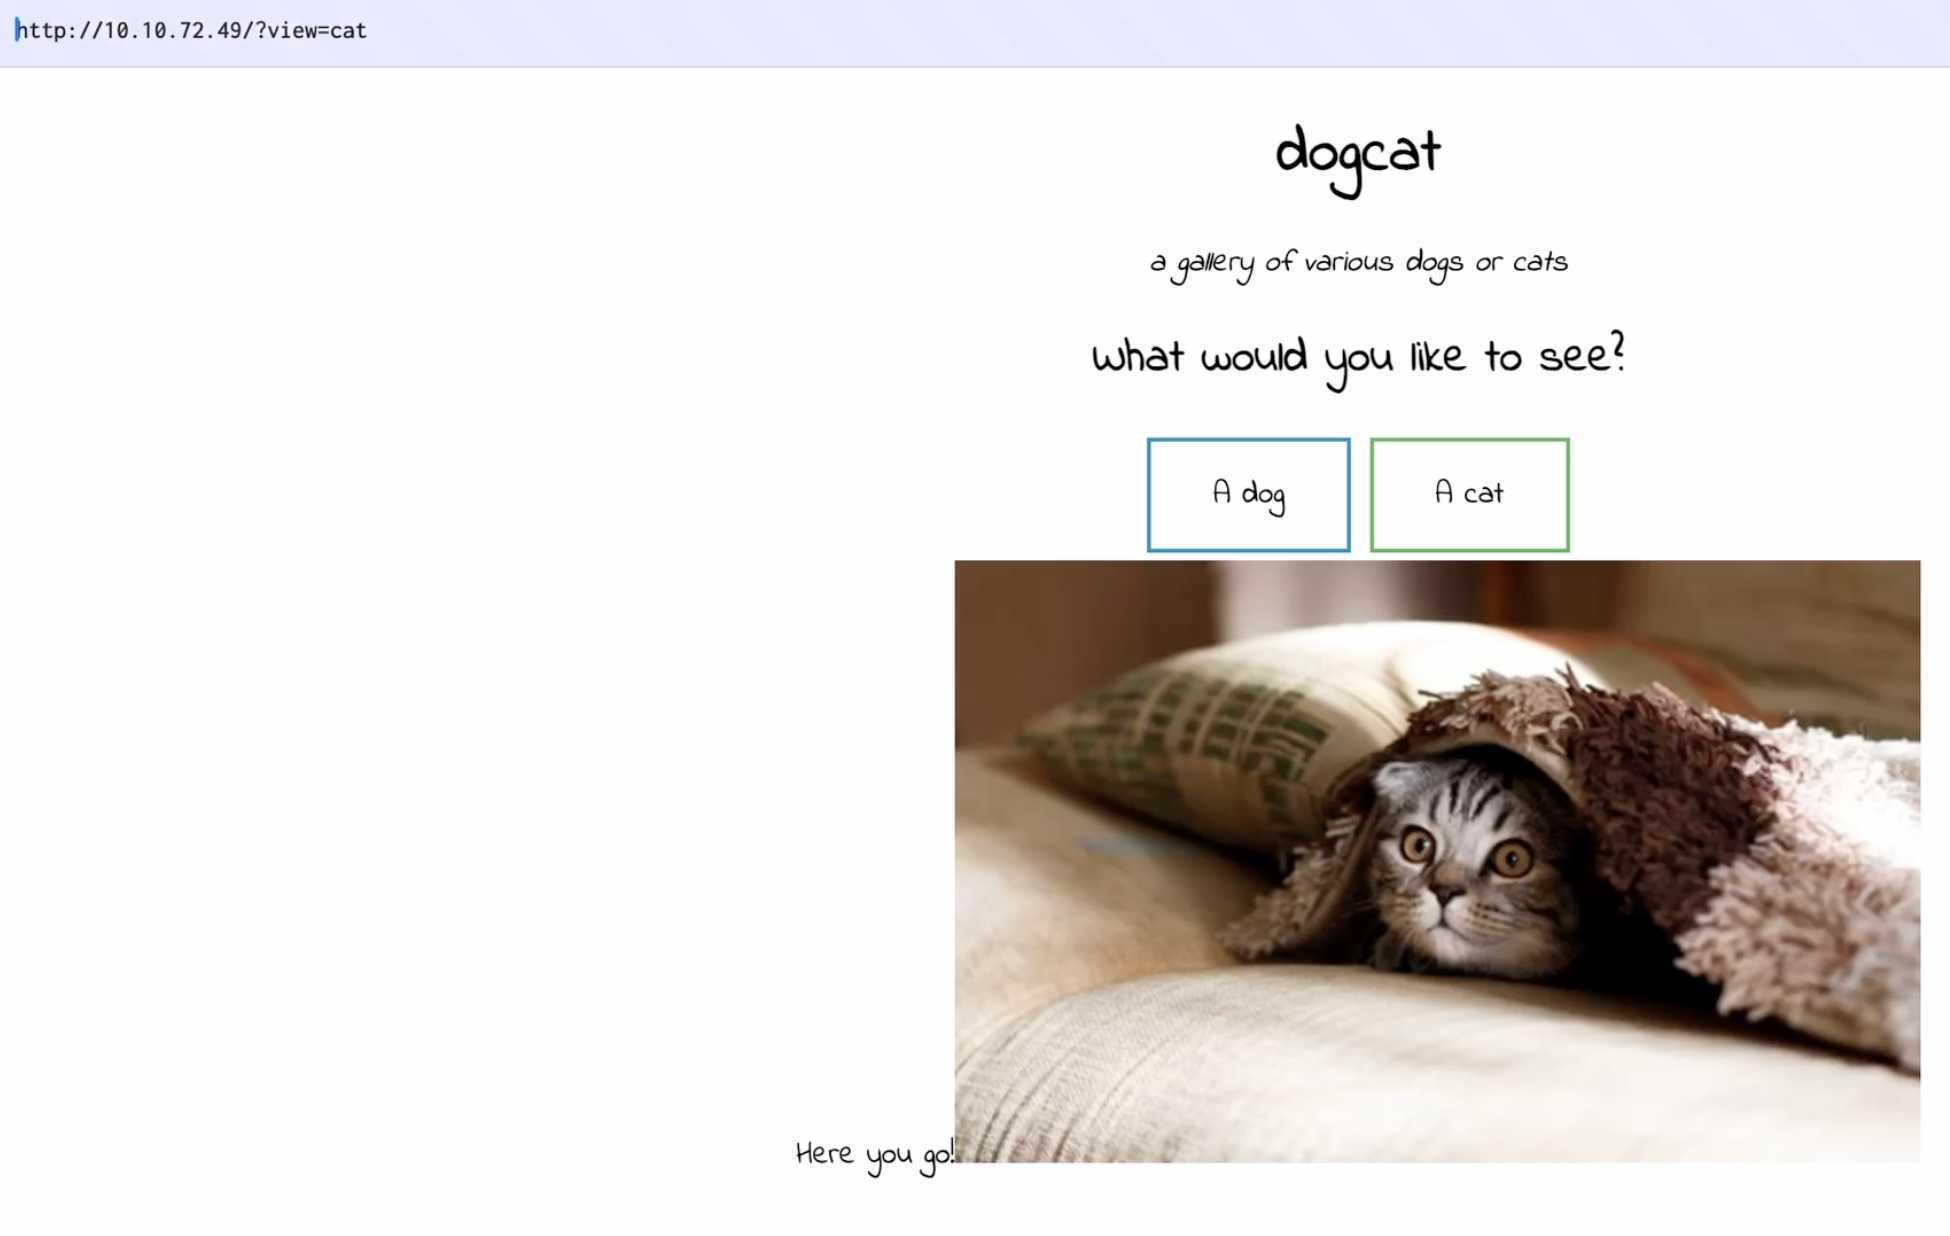 http://10.10.72.49/?view=cat
dogcat
a gallery of various dogs or cats
What would you like to see?
A dog
A cat
Here you go!